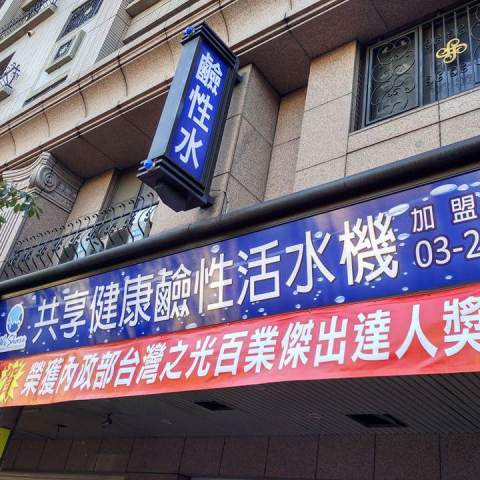 鹼性水
共享健康鹼性活水機
加盟
03-2
榮獲內政部台灣之光百業傑出達人獎